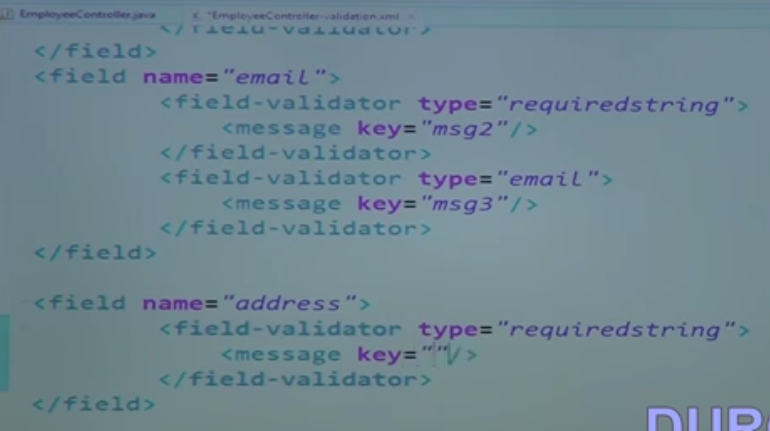 EmployeeController.java
*EmployeeController-validation.xml
</field-validator>
</field>
<field name="email">
<field-validator type="requiredstring">
<message key="msg2"/>
</field-validator>
<field-validator type="email">
<message key="msg3"/>
</field-validator>
</field>
<field name="address">
<field-validator type="requiredstring">
<message key=""/>
</field-validator>
</field>